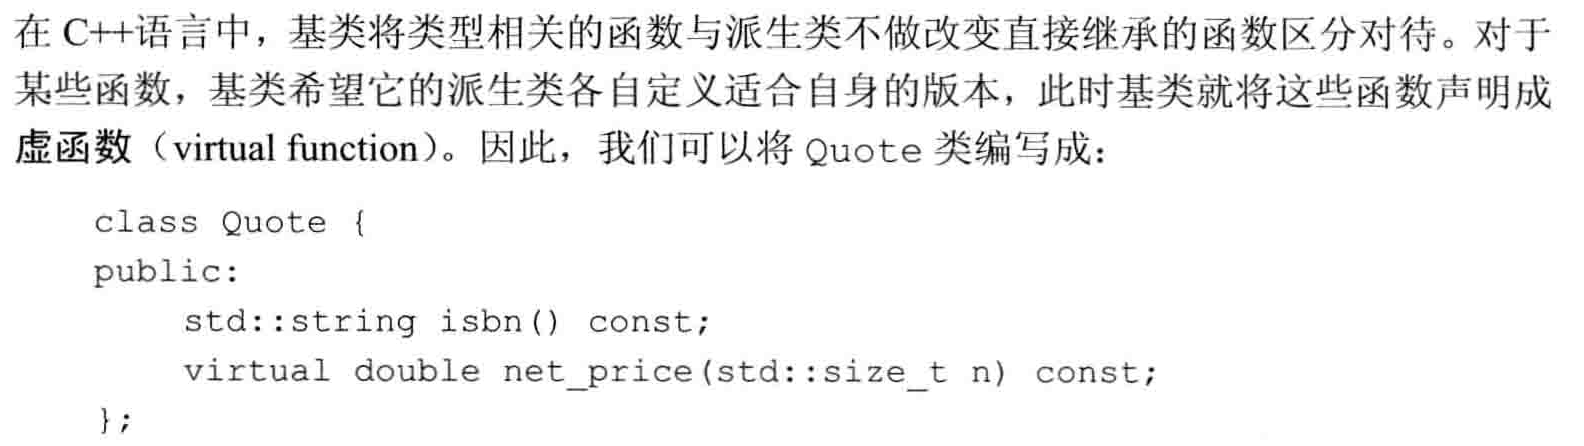 在 C++语言中，基类将类型相关的函数与派生类不做改变直接继承的函数区分对待。对于
某些函数，基类希望它的派生类各自定义适合自身的版本，此时基类就将这些函数声明成
虚函数（virtual function）。因此，我们可以将 Quote 类编写成：
class Quote {
public:
    std::string isbn() const;
    virtual double net_price(std::size_t n) const;
};